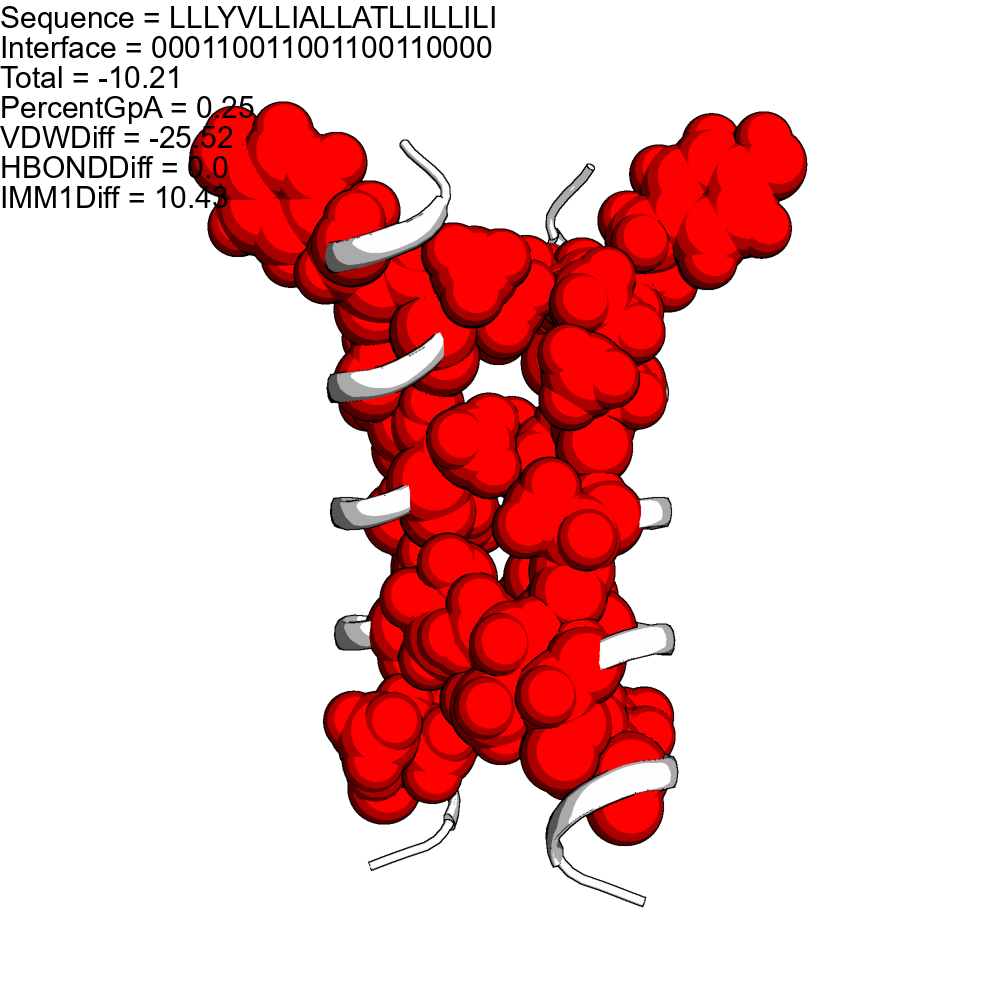 Sequence = LLLYVLLIALLATLLILLILI
Interface = 000110011001100110000
Total = -10.21
PercentGpA = 0.25
VDWDiff = -25.52
HBONDDiff = 0.0
IMM1Diff = 10.43